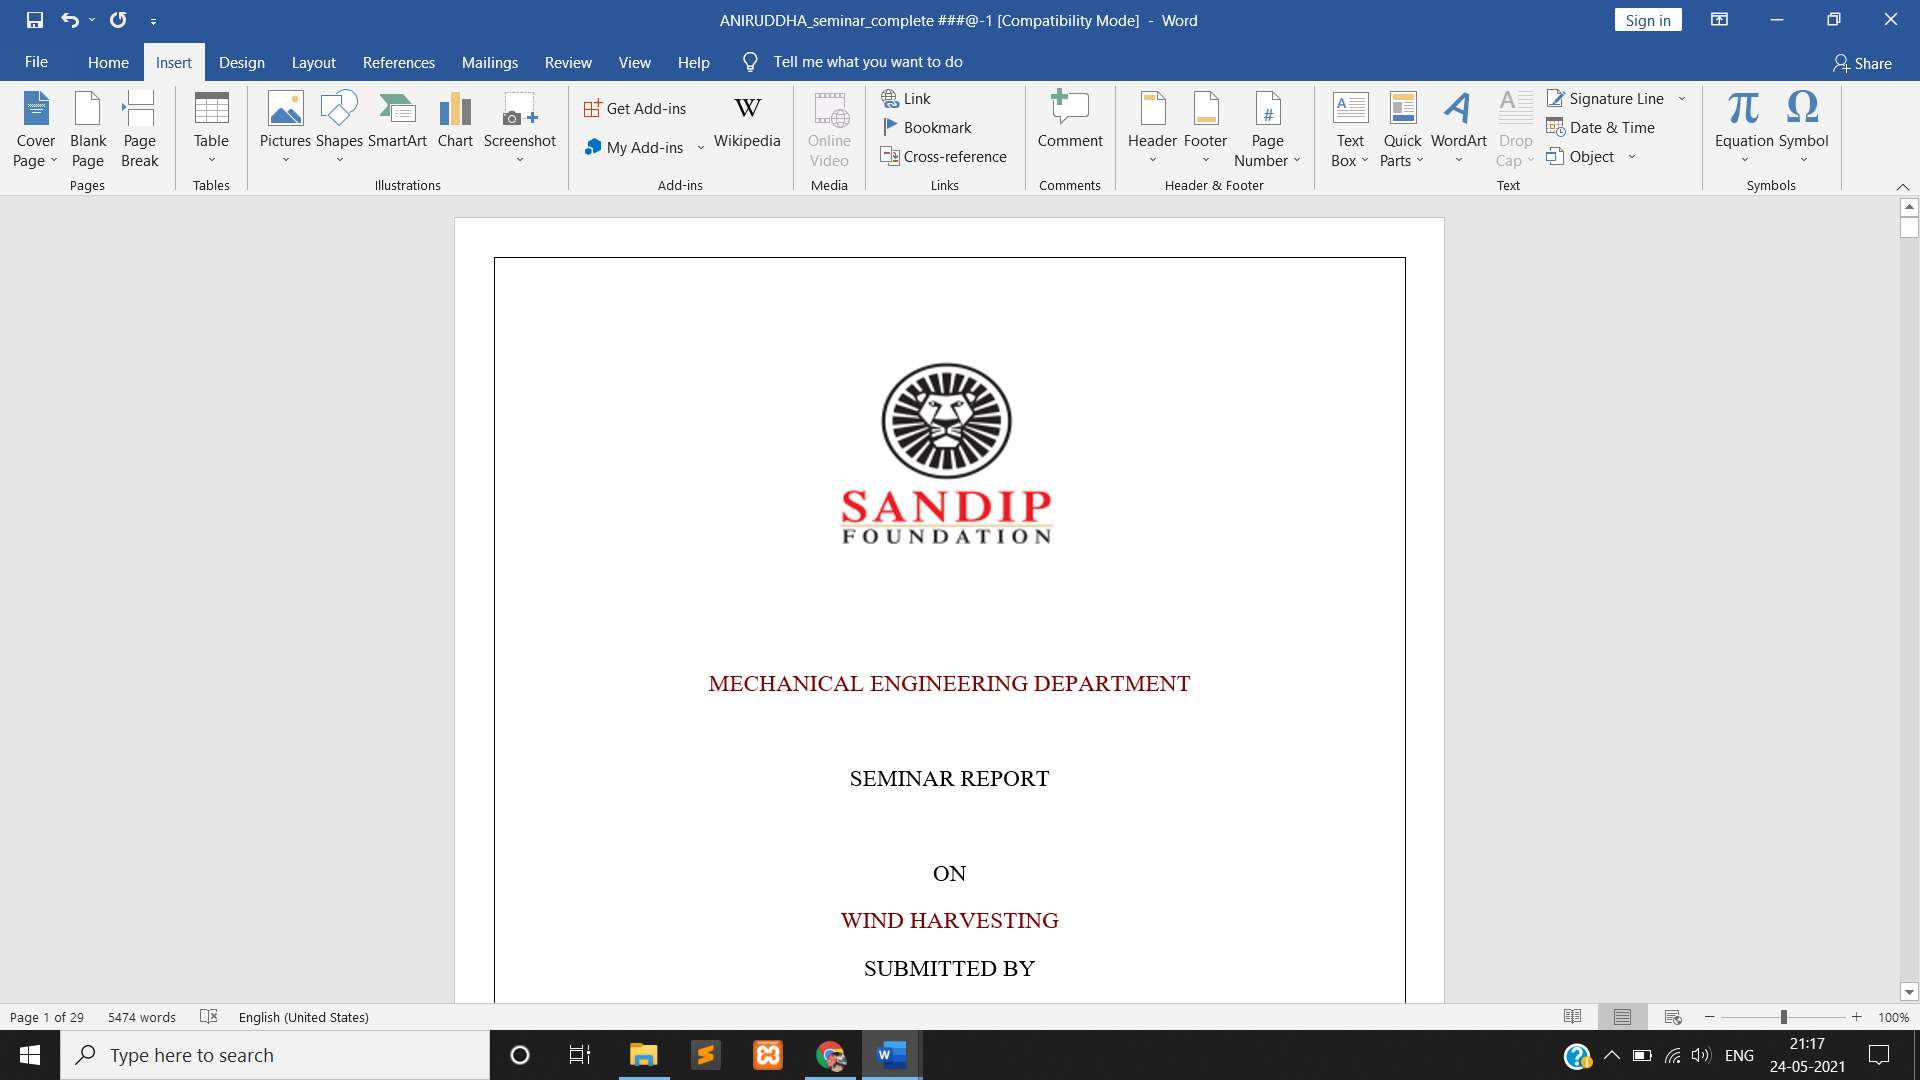 ANIRUDDHA_seminar_complete ###@-1 [Compatibility Mode] - Word
Sign in
File Home Insert Design Layout References Mailings Review View Help Tell me what you want to do Share
Cover Page
Blank Page
Page Break
Pages
Table
Tables
Pictures
Shapes
SmartArt
Chart
Screenshot
Illustrations
Get Add-ins
My Add-ins
W
Wikipedia
Add-ins
Online Video
Media
Link
Bookmark
Cross-reference
Links
Comment
Comments
Header
Footer
#
Page Number
Header & Footer
A
Text Box
Quick Parts
A
WordArt
A
Drop Cap
Signature Line
Date & Time
Object
Text
π
Equation
Ω
Symbol
Symbols
SANDIP
FOUNDATION
MECHANICAL ENGINEERING DEPARTMENT
SEMINAR REPORT
ON
WIND HARVESTING
SUBMITTED BY
Page 1 of 29 5474 words English (United States) 100%
Type here to search
ENG
21:17
24-05-2021